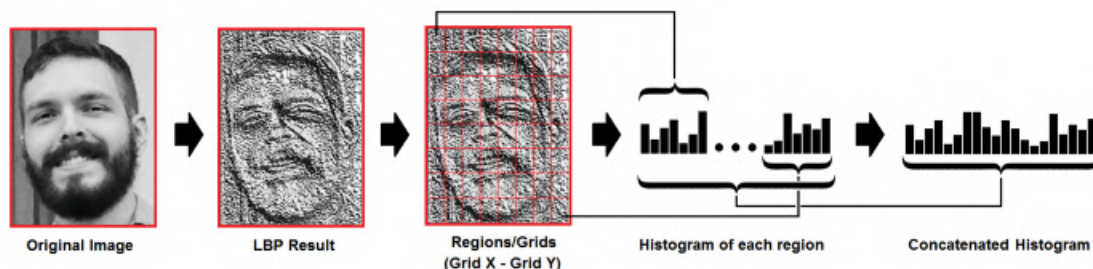 Original Image
LBP Result
Regions/Grids
(Grid X - Grid Y)
Histogram of each region
Concatenated Histogram